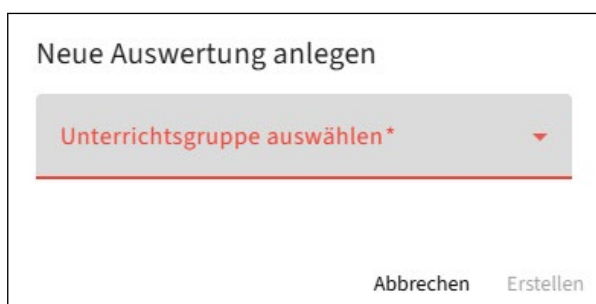 Neue Auswertung anlegen
Unterrichtsgruppe auswählen*
Abbrechen Erstellen